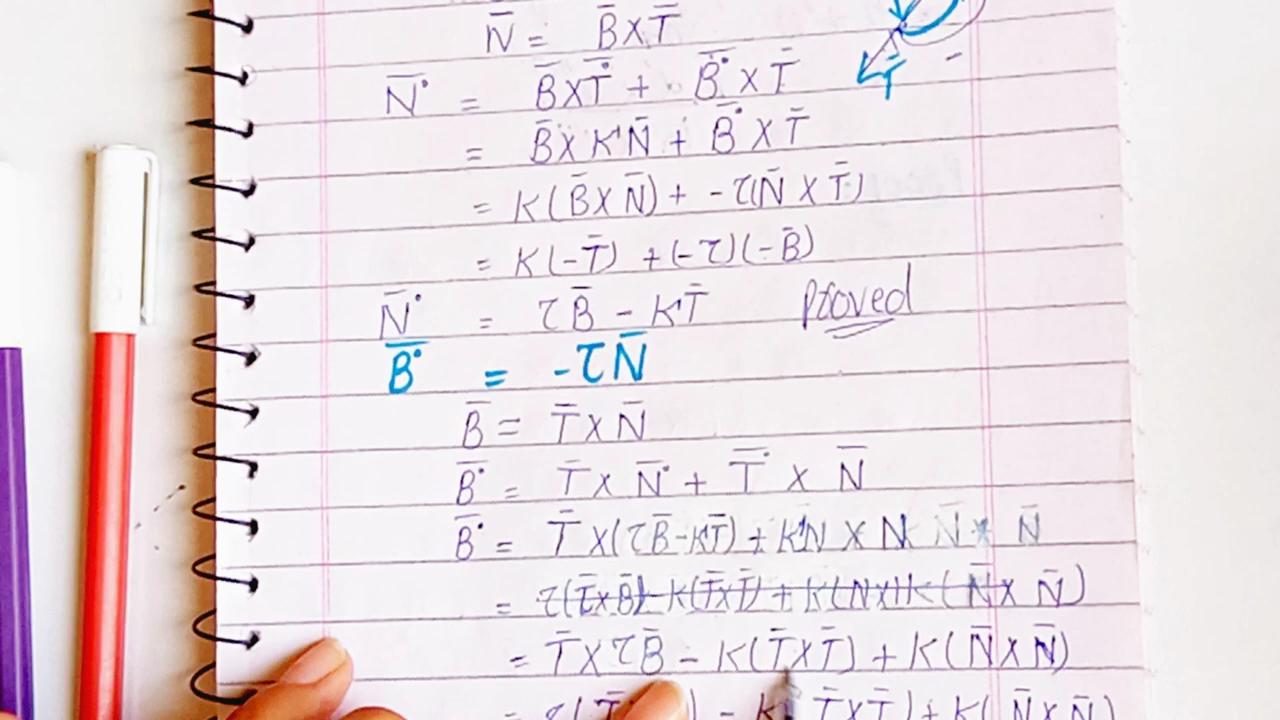 N̄ = B̄ X T̄
N̄˙ = B̄ X T̄˙ + B̄˙ X T̄
= B̄ X K N̄ + B̄˙ X T̄
= K(B̄ X N̄) + -τ(N̄ X T̄)
= K(-T̄) + (-τ)(-B̄)
N̄˙ = τB̄ - KT̄ Proved
B̄˙ = -τN̄
B̄ = T̄ X N̄
B̄˙ = T̄ X N̄˙ + T̄˙ X N̄
B̄˙ = T̄ X (τB̄ - KT̄) + KN X N N̄ X N̄
= τ(T̄ X B̄) - K(T̄ X T̄) + K(N X K(N̄ X N̄)
= T̄ X τB̄ - K(T̄ X T̄) + K(N̄ X N̄)
= τ(T̄ ) - K T̄ X T̄) + K( N̄ X N̄)
T̄